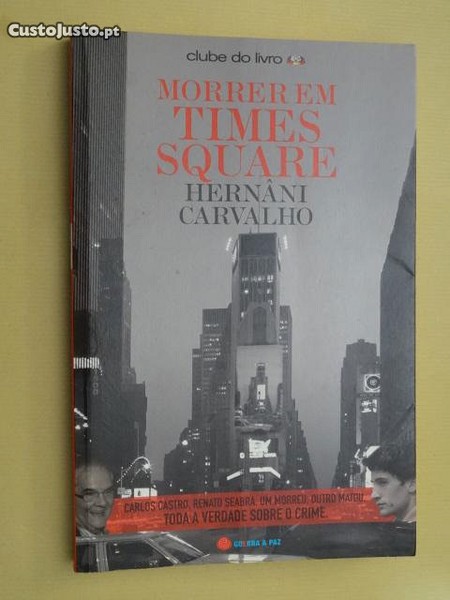 CustoJusto.pt
clube do livro
MORRER EM
TIMES
SQUARE
HERNÂNI
CARVALHO
CARLOS CASTRO, RENATO SEABRA, UM MORREU, OUTRO MATOU.
TODA A VERDADE SOBRE O CRIME.
GUERRA & PAZ